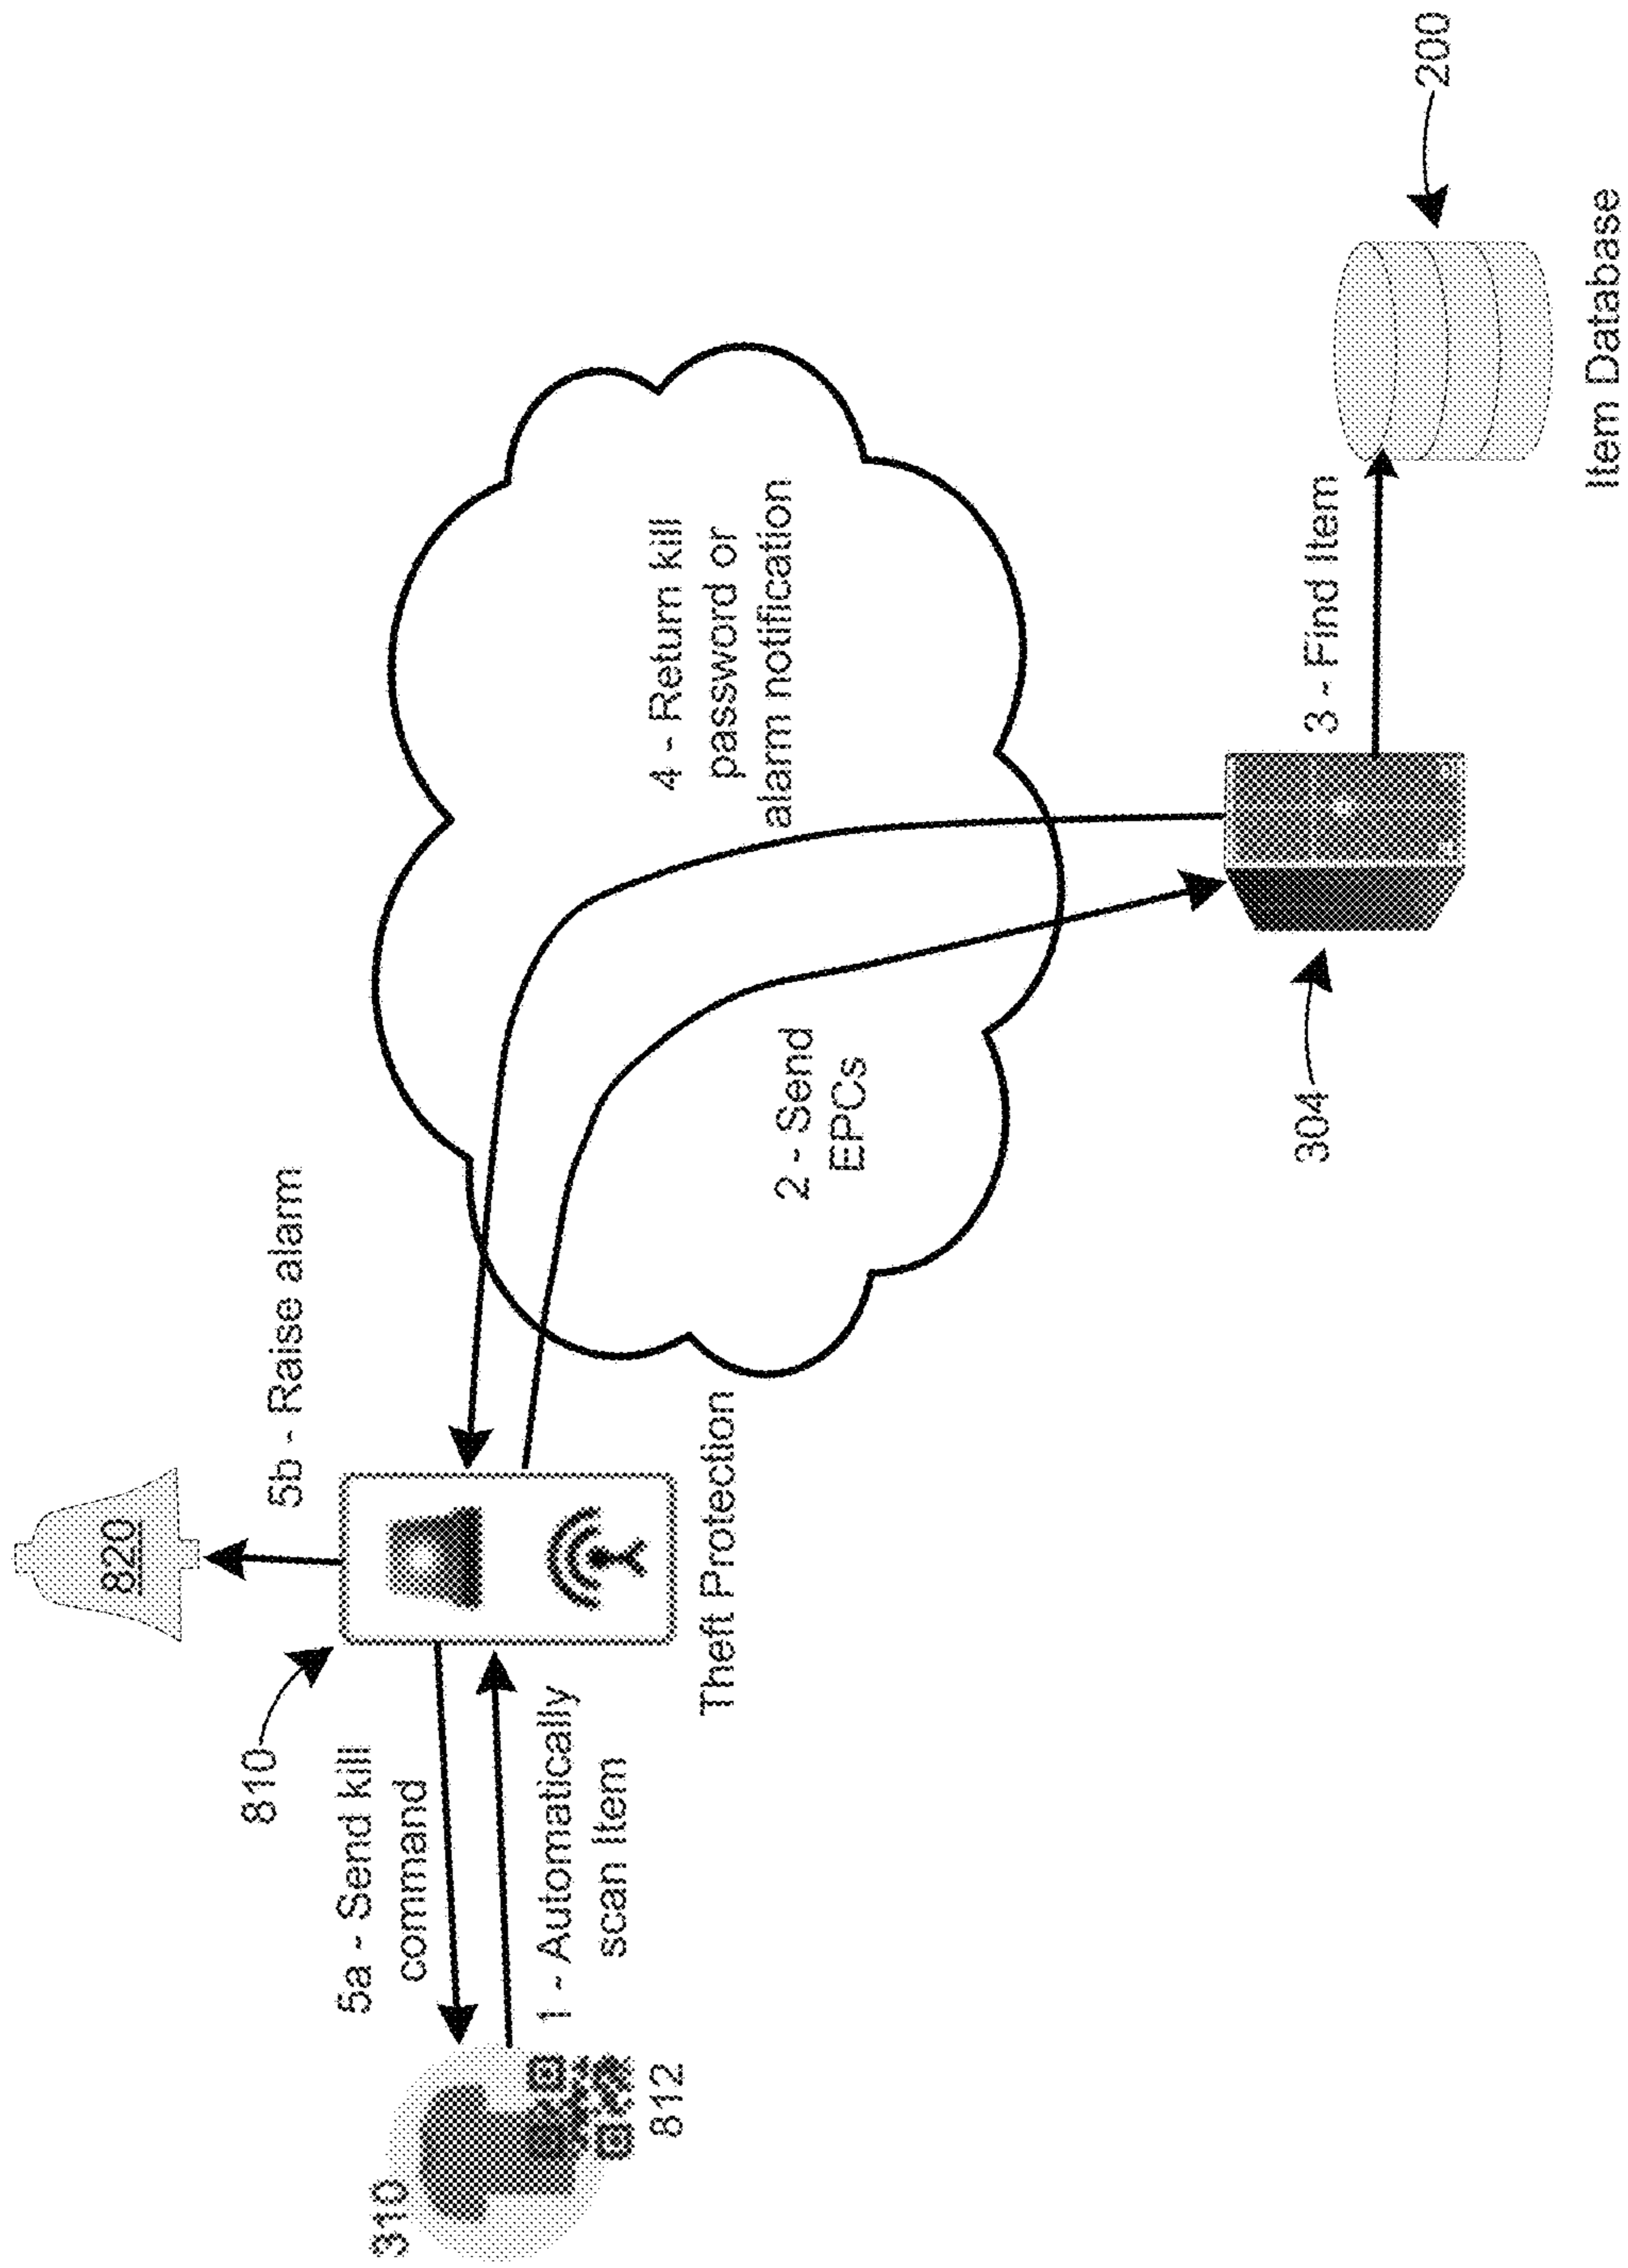 820
5b - Raise alarm
810
5a - Send kill
command
310
1 - Automatically
scan Item
812
Theft Protection
4 - Return kill
password or
alarm notification
2 - Send
EPCs
3 - Find Item
304
200
Item Database